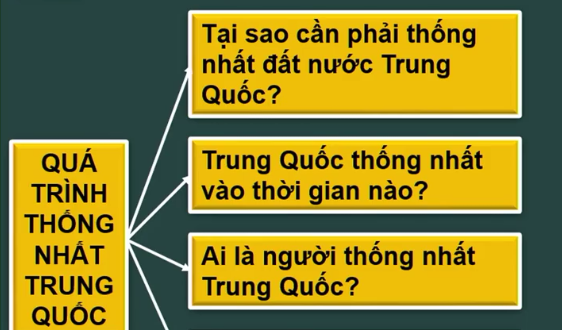 Tại sao cần phải thống
nhất đất nước Trung
Quốc?
QUÁ
TRÌNH
THỐNG
NHẤT
TRUNG
QUỐC
Trung Quốc thống nhất
vào thời gian nào?
Ai là người thống nhất
Trung Quốc?